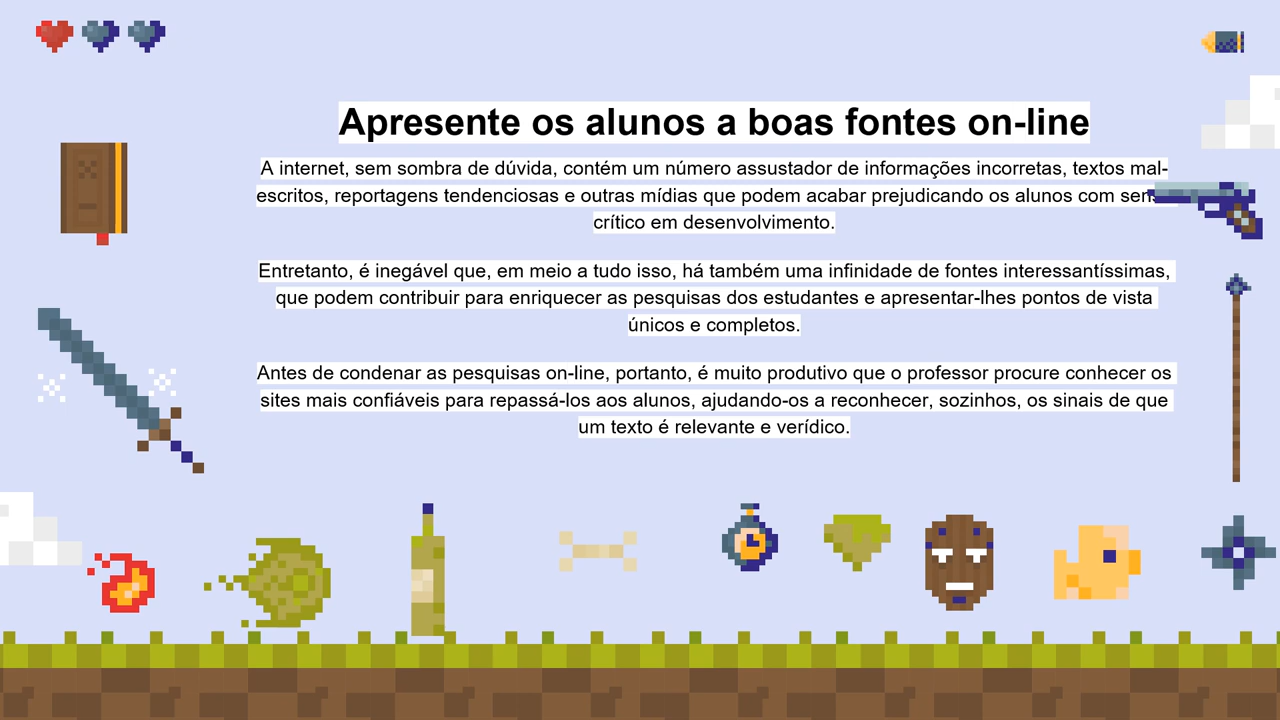 Apresente os alunos a boas fontes on-line
A internet, sem sombra de dúvida, contém um número assustador de informações incorretas, textos mal-
escritos, reportagens tendenciosas e outras mídias que podem acabar prejudicando os alunos com
crítico em desenvolvimento.
Entretanto, é inegável que, em meio a tudo isso, há também uma infinidade de fontes interessantíssimas,
que podem contribuir para enriquecer as pesquisas dos estudantes e apresentar-lhes pontos de vista
únicos e completos.
Antes de condenar as pesquisas on-line, portanto, é muito produtivo que o professor procure conhecer os
sites mais confiáveis para repassá-los aos alunos, ajudando-os a reconhecer, sozinhos, os sinais de que
um texto é relevante e verídico.